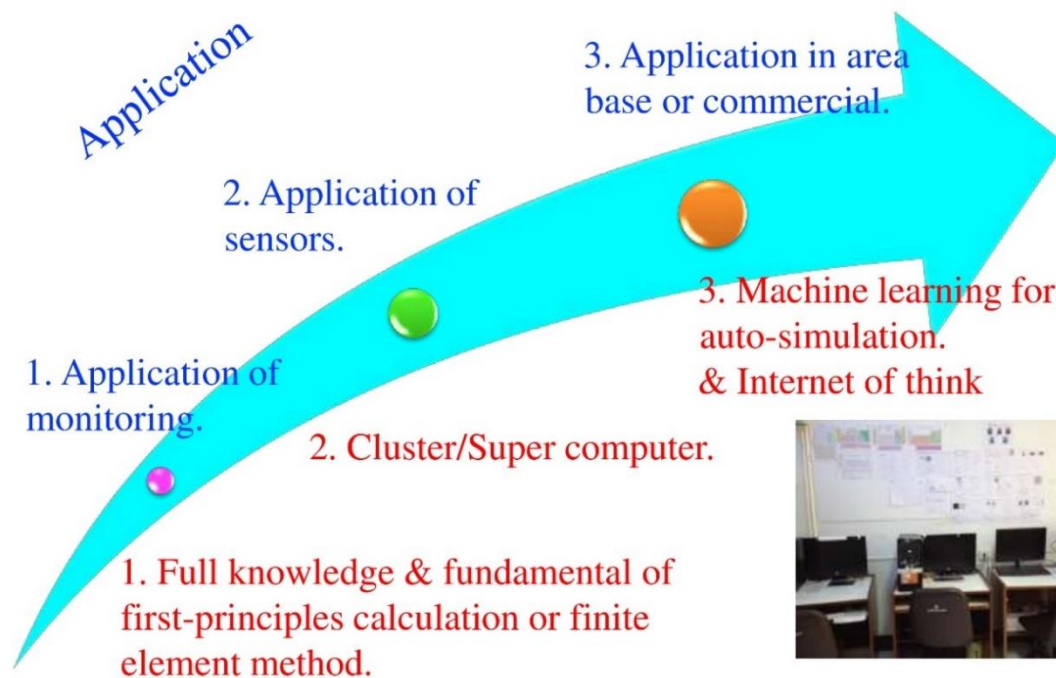 Application
3. Application in area
base or commercial.
2. Application of
sensors.
1. Application of
monitoring.
3. Machine learning for
auto-simulation.
& Internet of think
2. Cluster/Super computer.
1. Full knowledge & fundamental of
first-principles calculation or finite
element method.